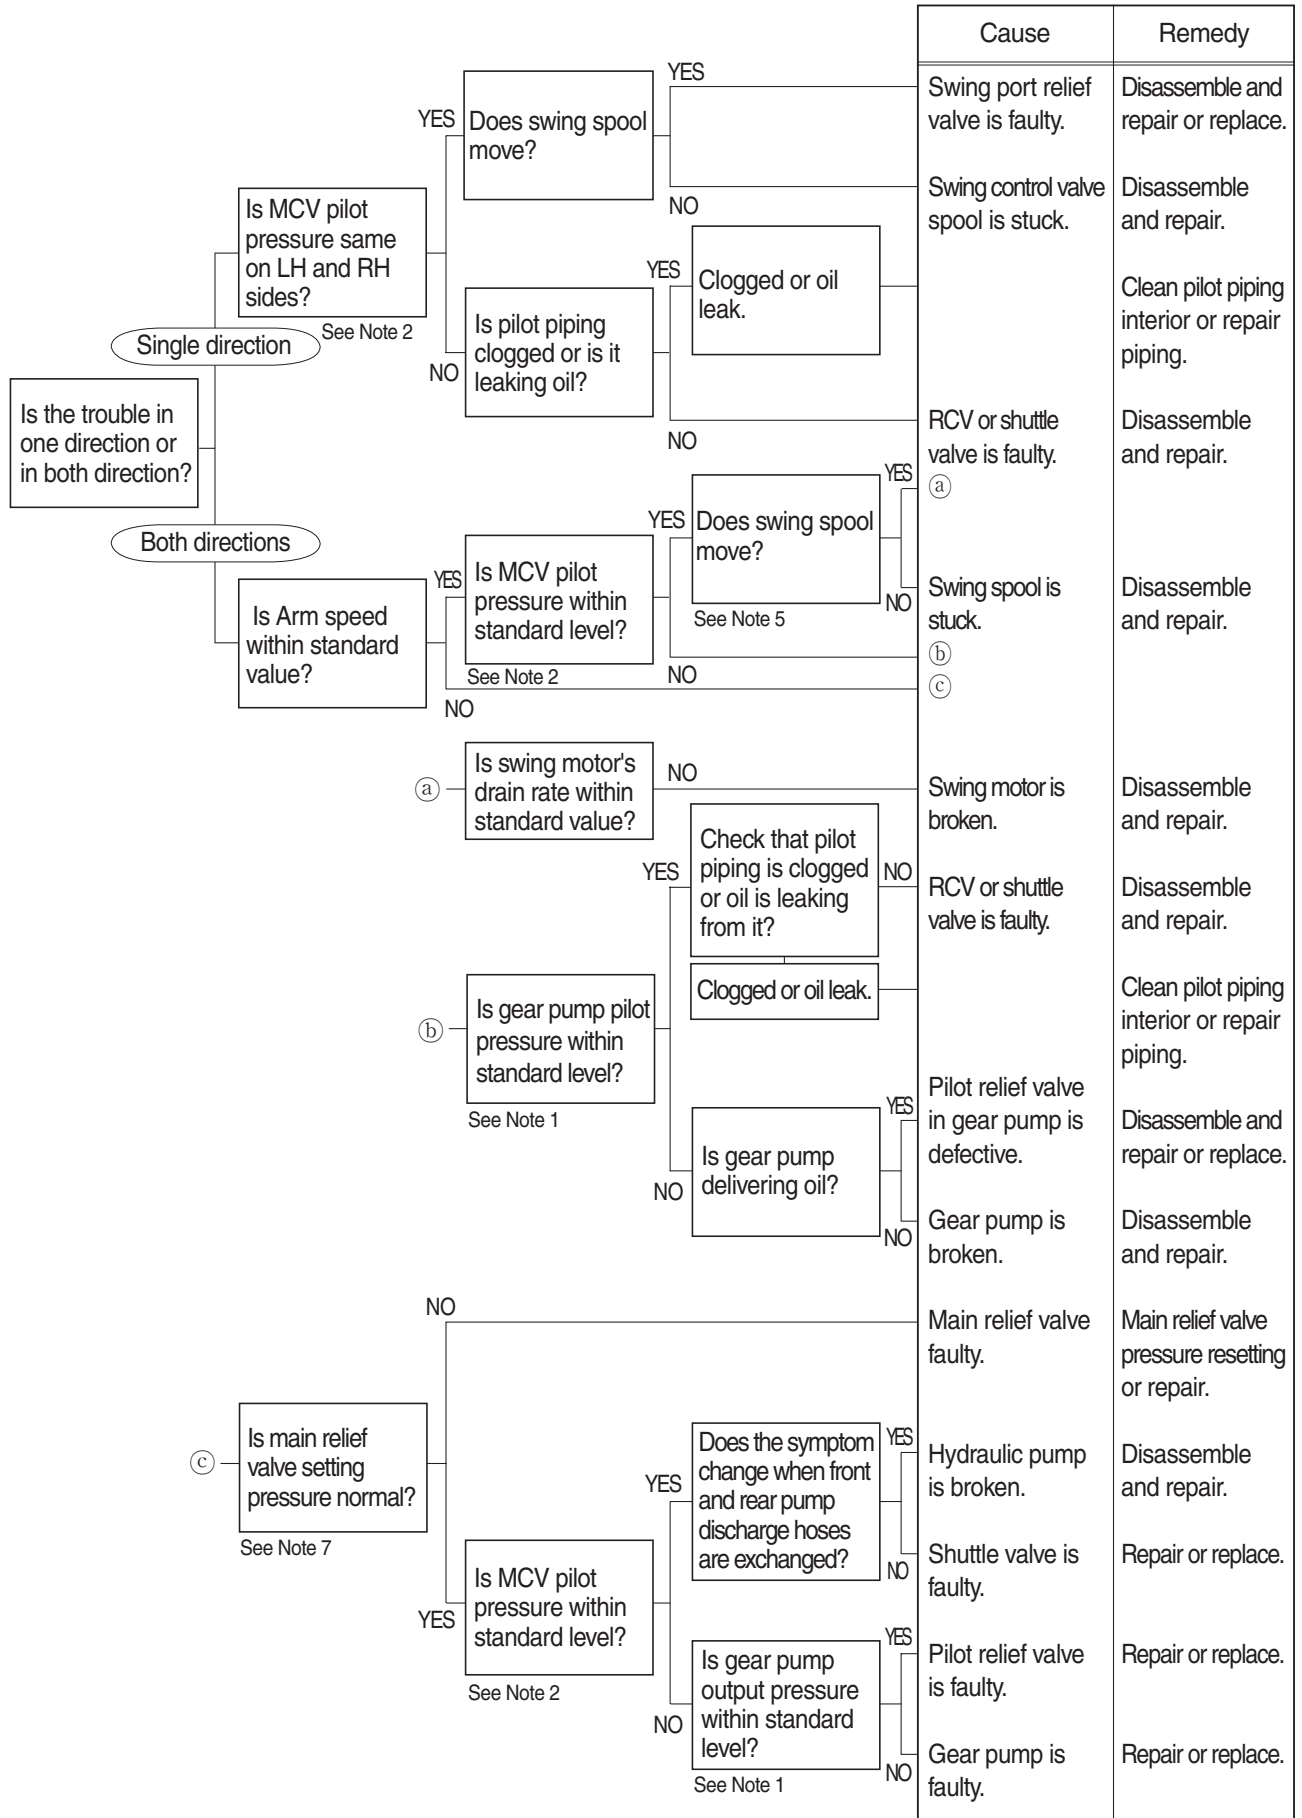 Cause
Remedy
YES
Swing port relief
valve is faulty.
Disassemble and
repair or replace.
YES
Does swing spool
move?
NO
Swing control valve
spool is stuck.
Disassemble
and repair.
Is MCV pilot
pressure same
on LH and RH
sides?
See Note 2
YES
Clogged or oil
leak.
Clean pilot piping
interior or repair
piping.
Is pilot piping
clogged or is it
leaking oil?
NO
Single direction
NO
RCV or shuttle
valve is faulty.
Disassemble
and repair.
Is the trouble in
one direction or
in both direction?
YES
ⓐ
YES
Does swing spool
move?
See Note 5
Both directions
YES
Is MCV pilot
pressure within
standard level?
See Note 2
NO
Swing spool is
stuck.
Disassemble
and repair.
Is Arm speed
within standard
value?
NO
ⓑ
NO
ⓒ
ⓐ
Is swing motor's
drain rate within
standard value?
NO
Swing motor is
broken.
Disassemble
and repair.
YES
Check that pilot
piping is clogged
or oil is leaking
from it?
NO
RCV or shuttle
valve is faulty.
Disassemble
and repair.
Clogged or oil leak.
Clean pilot piping
interior or repair
piping.
ⓑ
Is gear pump pilot
pressure within
standard level?
See Note 1
YES
Pilot relief valve
in gear pump is
defective.
Disassemble and
repair or replace.
NO
Is gear pump
delivering oil?
NO
Gear pump is
broken.
Disassemble
and repair.
NO
Main relief valve
faulty.
Main relief valve
pressure resetting
or repair.
ⓒ
Is main relief
valve setting
pressure normal?
See Note 7
YES
Does the symptom
change when front
and rear pump
discharge hoses
are exchanged?
YES
Hydraulic pump
is broken.
Disassemble
and repair.
NO
Shuttle valve is
faulty.
Repair or replace.
YES
Is MCV pilot
pressure within
standard level?
See Note 2
NO
Is gear pump
output pressure
within standard
level?
See Note 1
YES
Pilot relief valve
is faulty.
Repair or replace.
NO
Gear pump is
faulty.
Repair or replace.